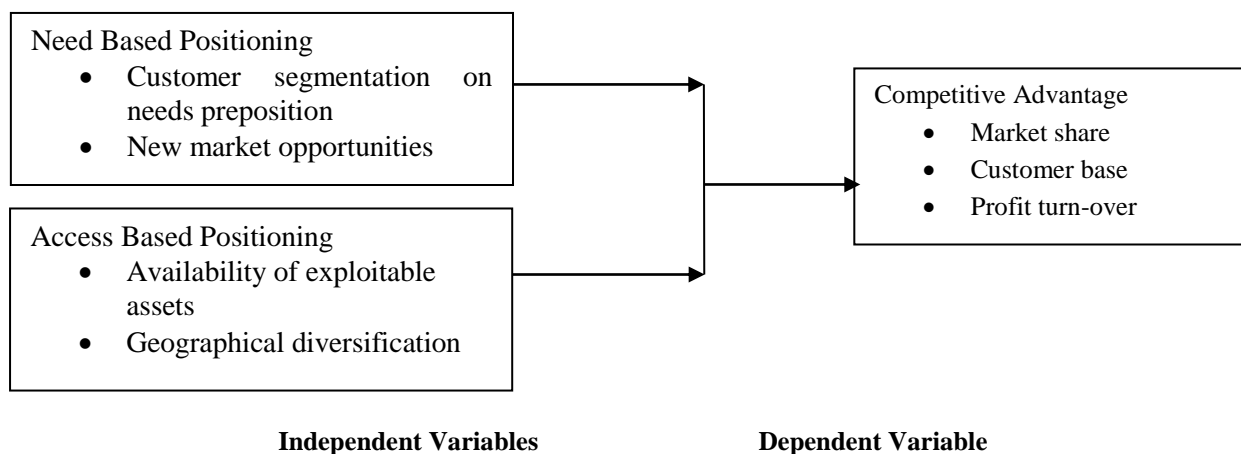 Need Based Positioning
• Customer segmentation on
needs preposition
• New market opportunities
Access Based Positioning
• Availability of exploitable
assets
• Geographical diversification
Competitive Advantage
• Market share
• Customer base
• Profit turn-over
Independent Variables
Dependent Variable